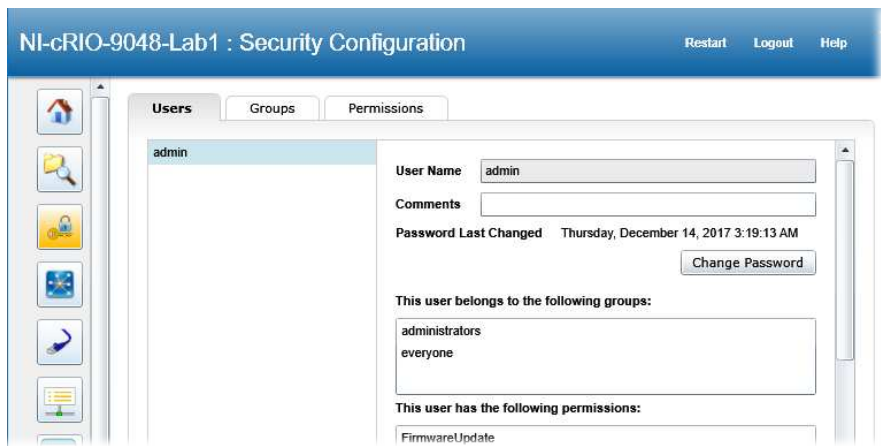 NI-cRIO-9048-Lab1 : Security Configuration
Restart Logout Help
Users Groups Permissions
admin
User Name admin
Comments
Password Last Changed Thursday, December 14, 2017 3:19:13 AM
Change Password
This user belongs to the following groups:
administrators
everyone
This user has the following permissions:
FirmwareUpdate